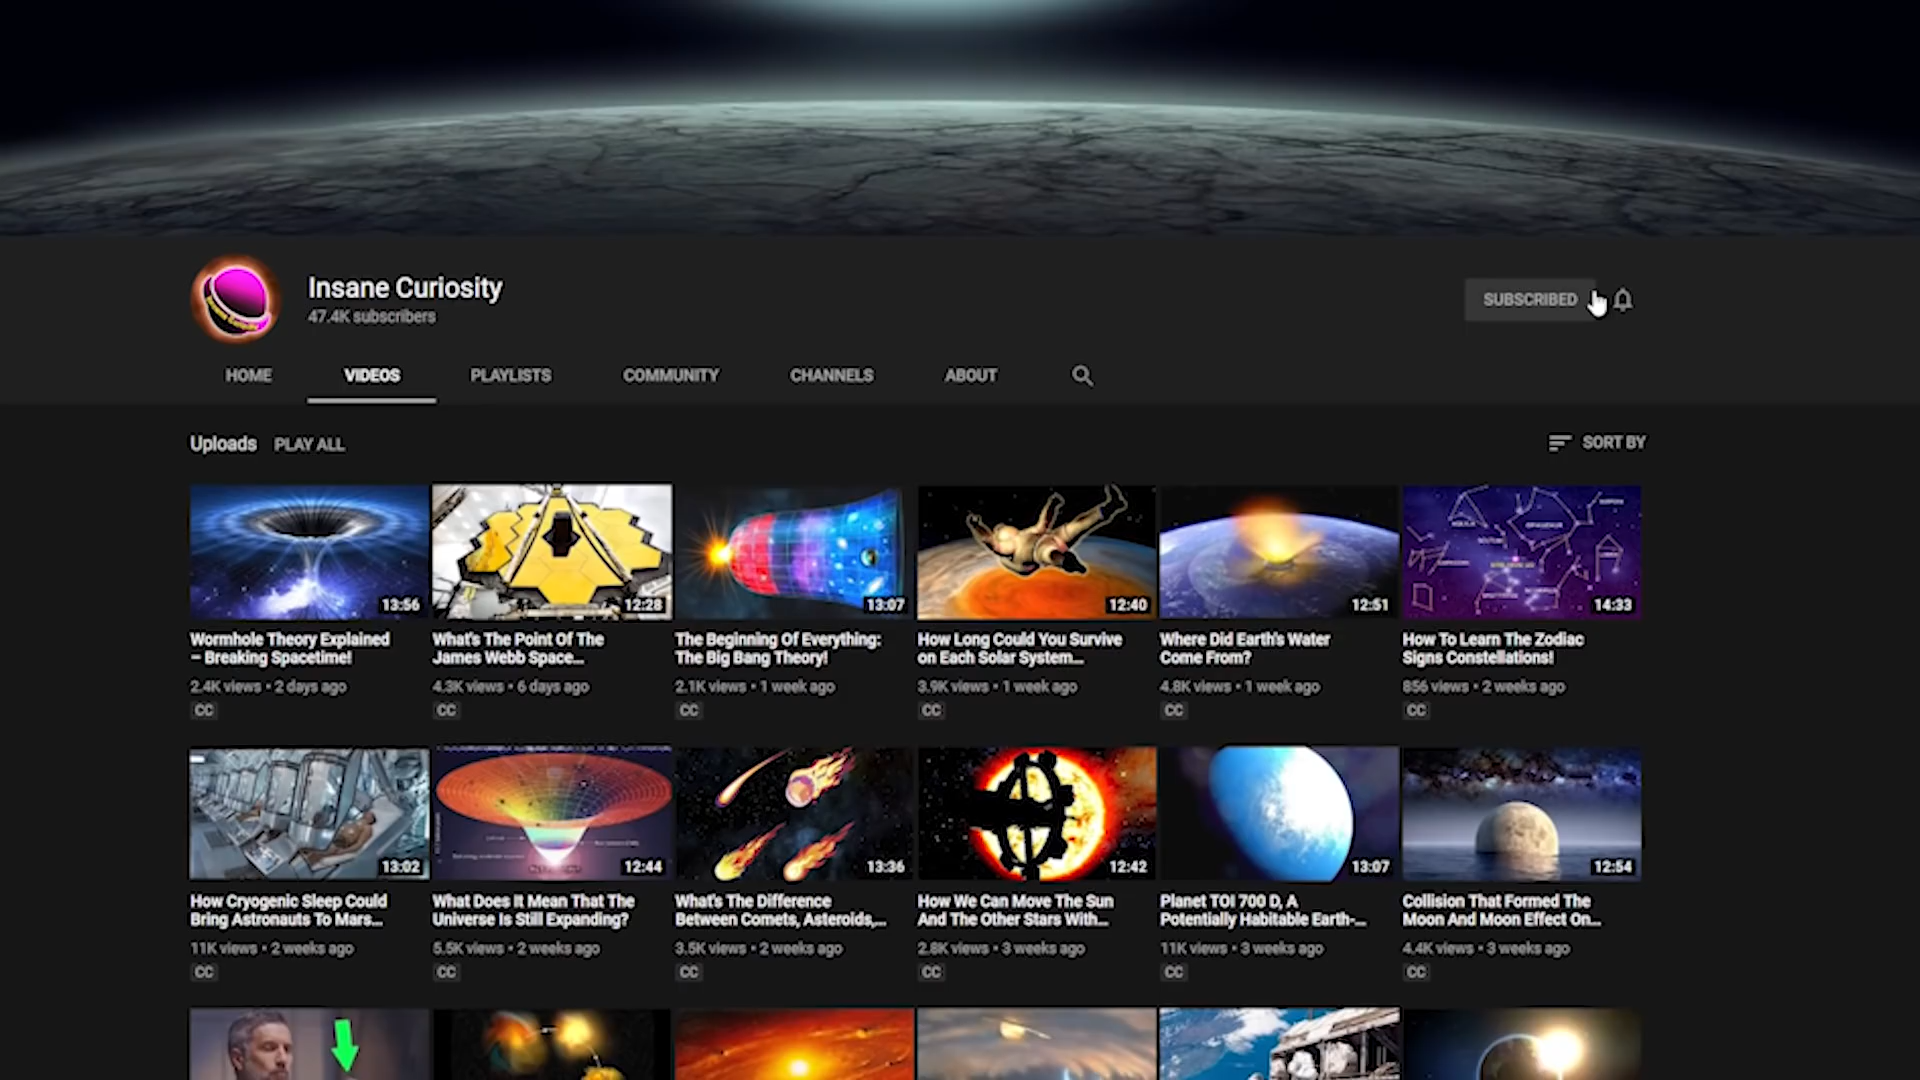 Insane Curiosity
47.4K subscribers
SUBSCRIBED
HOME VIDEOS PLAYLISTS COMMUNITY CHANNELS ABOUT
Uploads PLAY ALL SORT BY
13:56 12:28 13:07 12:40 12:51 14:33
Wormhole Theory Explained
– Breaking Spacetime!
2.4K views • 2 days ago
CC
What's The Point Of The
James Webb Space...
4.3K views • 6 days ago
CC
The Beginning Of Everything:
The Big Bang Theory!
2.1K views • 1 week ago
CC
How Long Could You Survive
on Each Solar System...
3.9K views • 1 week ago
CC
Where Did Earth's Water
Come From?
4.8K views • 1 week ago
CC
How To Learn The Zodiac
Signs Constellations!
856 views • 2 weeks ago
CC
13:02 12:44 13:36 12:42 13:07 12:54
How Cryogenic Sleep Could
Bring Astronauts To Mars...
11K views • 2 weeks ago
CC
What Does It Mean That The
Universe Is Still Expanding?
5.5K views • 2 weeks ago
CC
What's The Difference
Between Comets, Asteroids,...
3.5K views • 2 weeks ago
CC
How We Can Move The Sun
And The Other Stars With...
2.8K views • 3 weeks ago
CC
Planet TOI 700 D, A
Potentially Habitable Earth-...
11K views • 3 weeks ago
CC
Collision That Formed The
Moon And Moon Effect On...
4.4K views • 3 weeks ago
CC